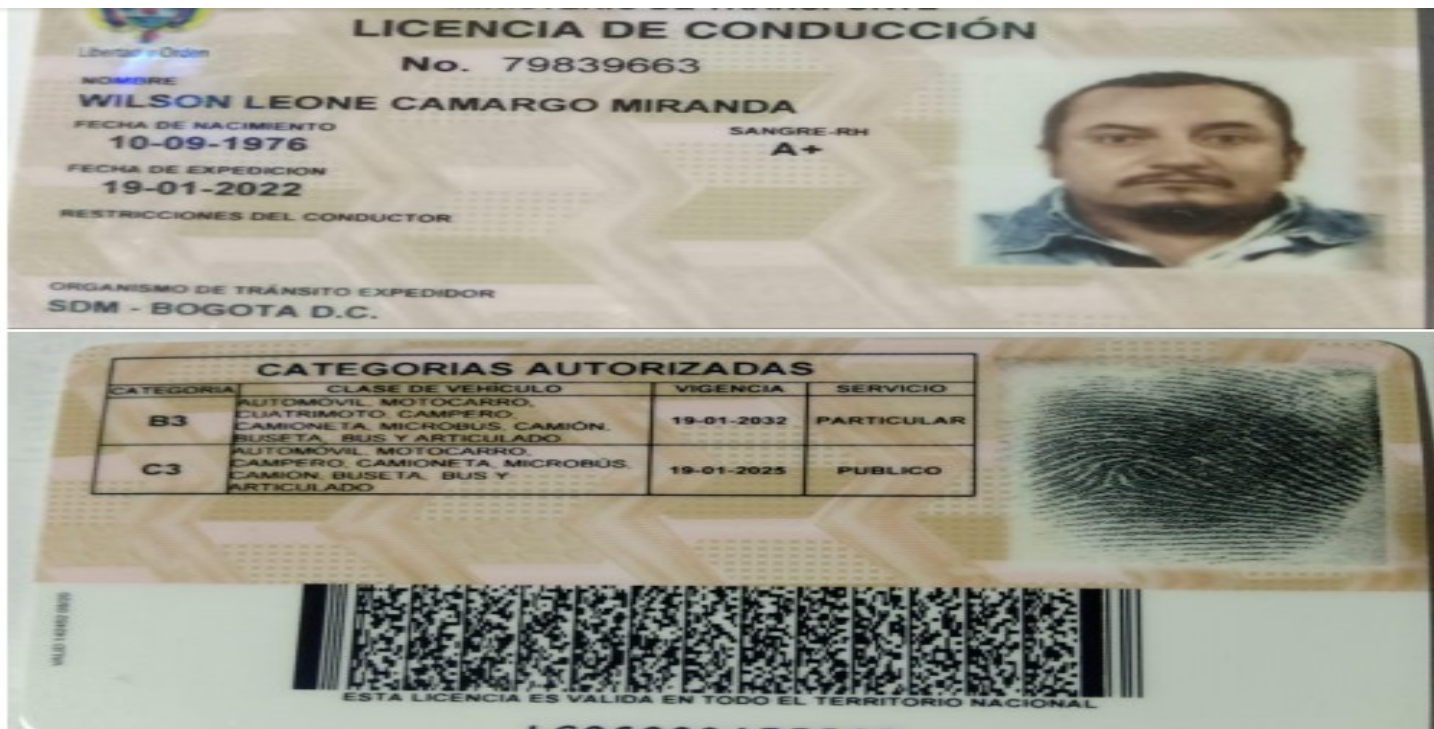 LICENCIA DE CONDUCCIÓN
Libertad y Orden
No. 79839663
NOMBRE
WILSON LEONE CAMARGO MIRANDA
FECHA DE NACIMIENTO
10-09-1976
SANGRE-RH
A+
FECHA DE EXPEDICION
19-01-2022
RESTRICCIONES DEL CONDUCTOR
ORGANISMO DE TRÁNSITO EXPEDIDOR
SDM - BOGOTA D.C.
CATEGORIAS AUTORIZADAS
CATEGORIA CLASE DE VEHÍCULO VIGENCIA SERVICIO
B3
AUTOMÓVIL, MOTOCARRO,
CUATRIMOTO, CAMPERO,
CAMIONETA, MICROBUS, CAMIÓN,
BUSETA, BUS Y ARTICULADO
19-01-2032
PARTICULAR
C3
AUTOMÓVIL, MOTOCARRO,
CAMPERO, CAMIONETA, MICROBÚS,
CAMIÓN, BUSETA, BUS Y
ARTICULADO
19-01-2025
PUBLICO
ESTA LICENCIA ES VALIDA EN TODO EL TERRITORIO NACIONAL